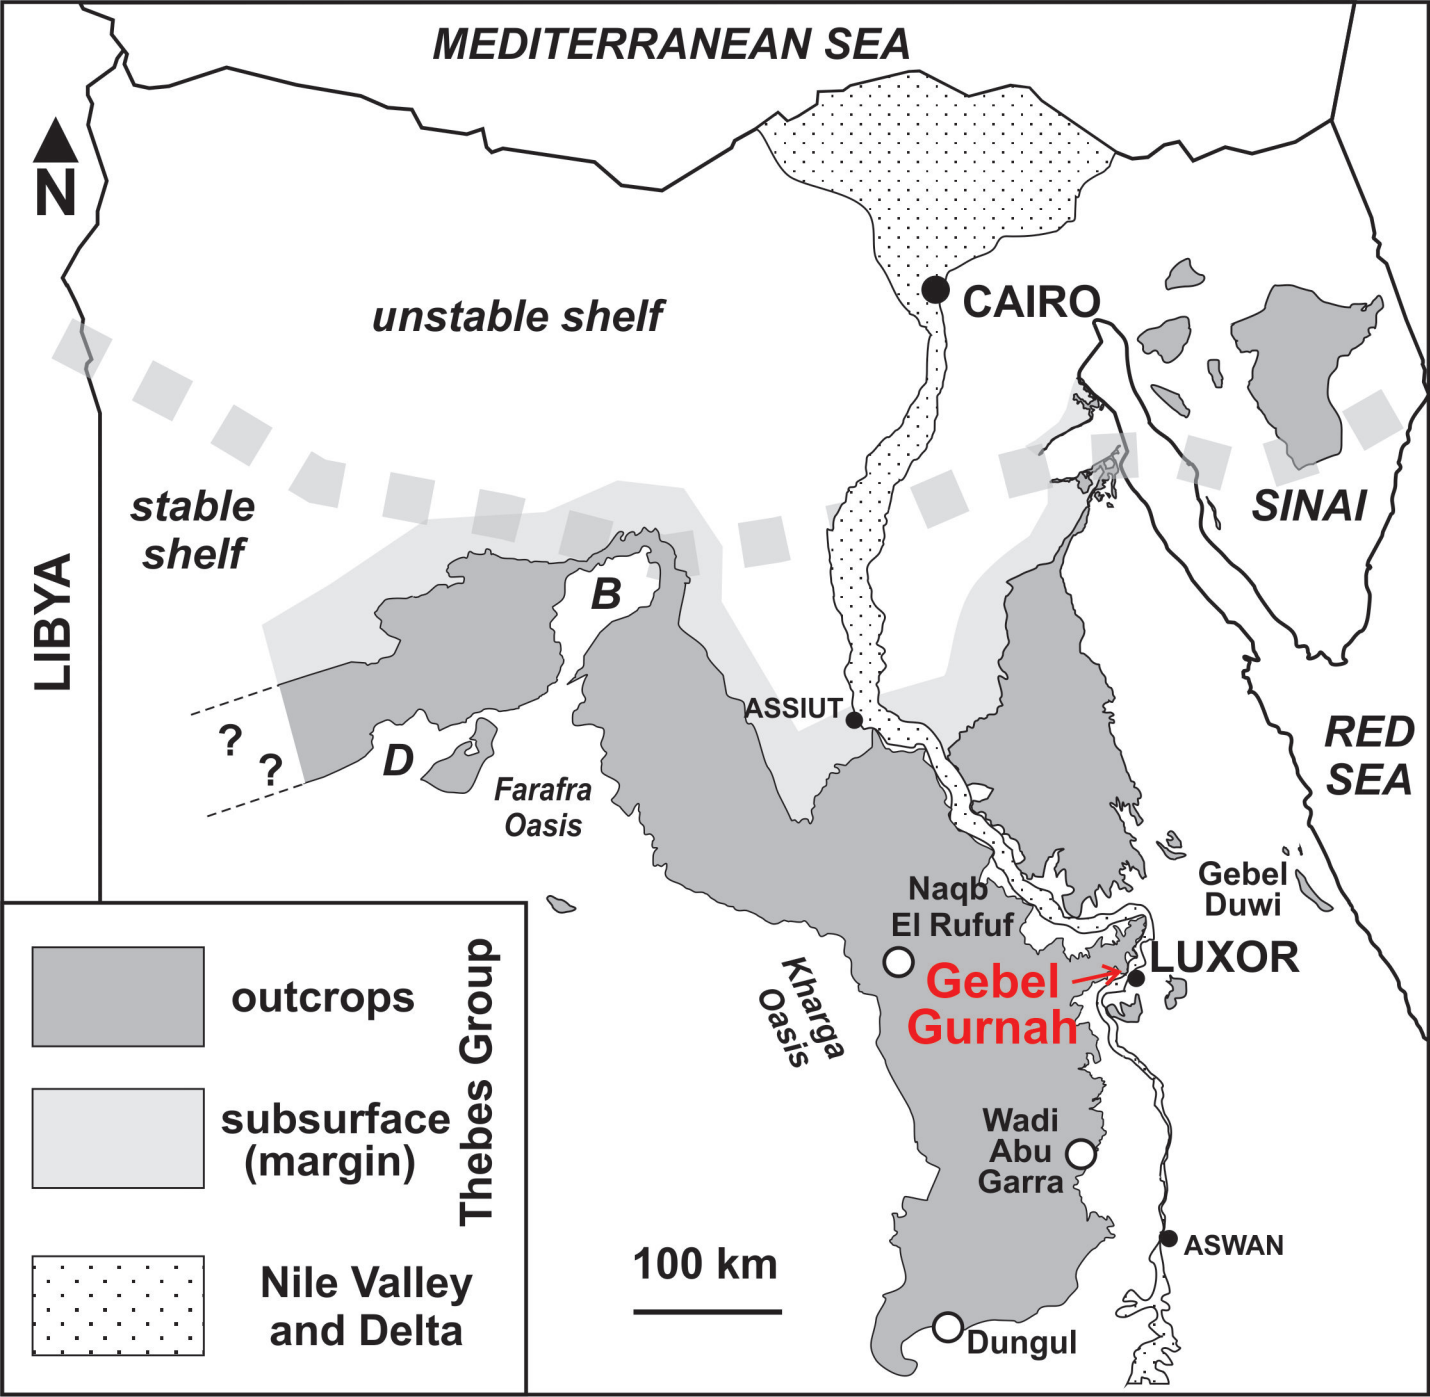 MEDITERRANEAN SEA
N
CAIRO
unstable shelf
stable
shelf
SINAI
LIBYA
B
ASSIUT
RED
SEA
?
?
D
Farafra
Oasis
Gebel
Duwi
Naqb
El Rufuf
LUXOR
Gebel
Gurnah
Kharga
Oasis
Wadi
Abu
Garra
ASWAN
100 km
Dungul
outcrops
subsurface
(margin)
Thebes Group
Nile Valley
and Delta